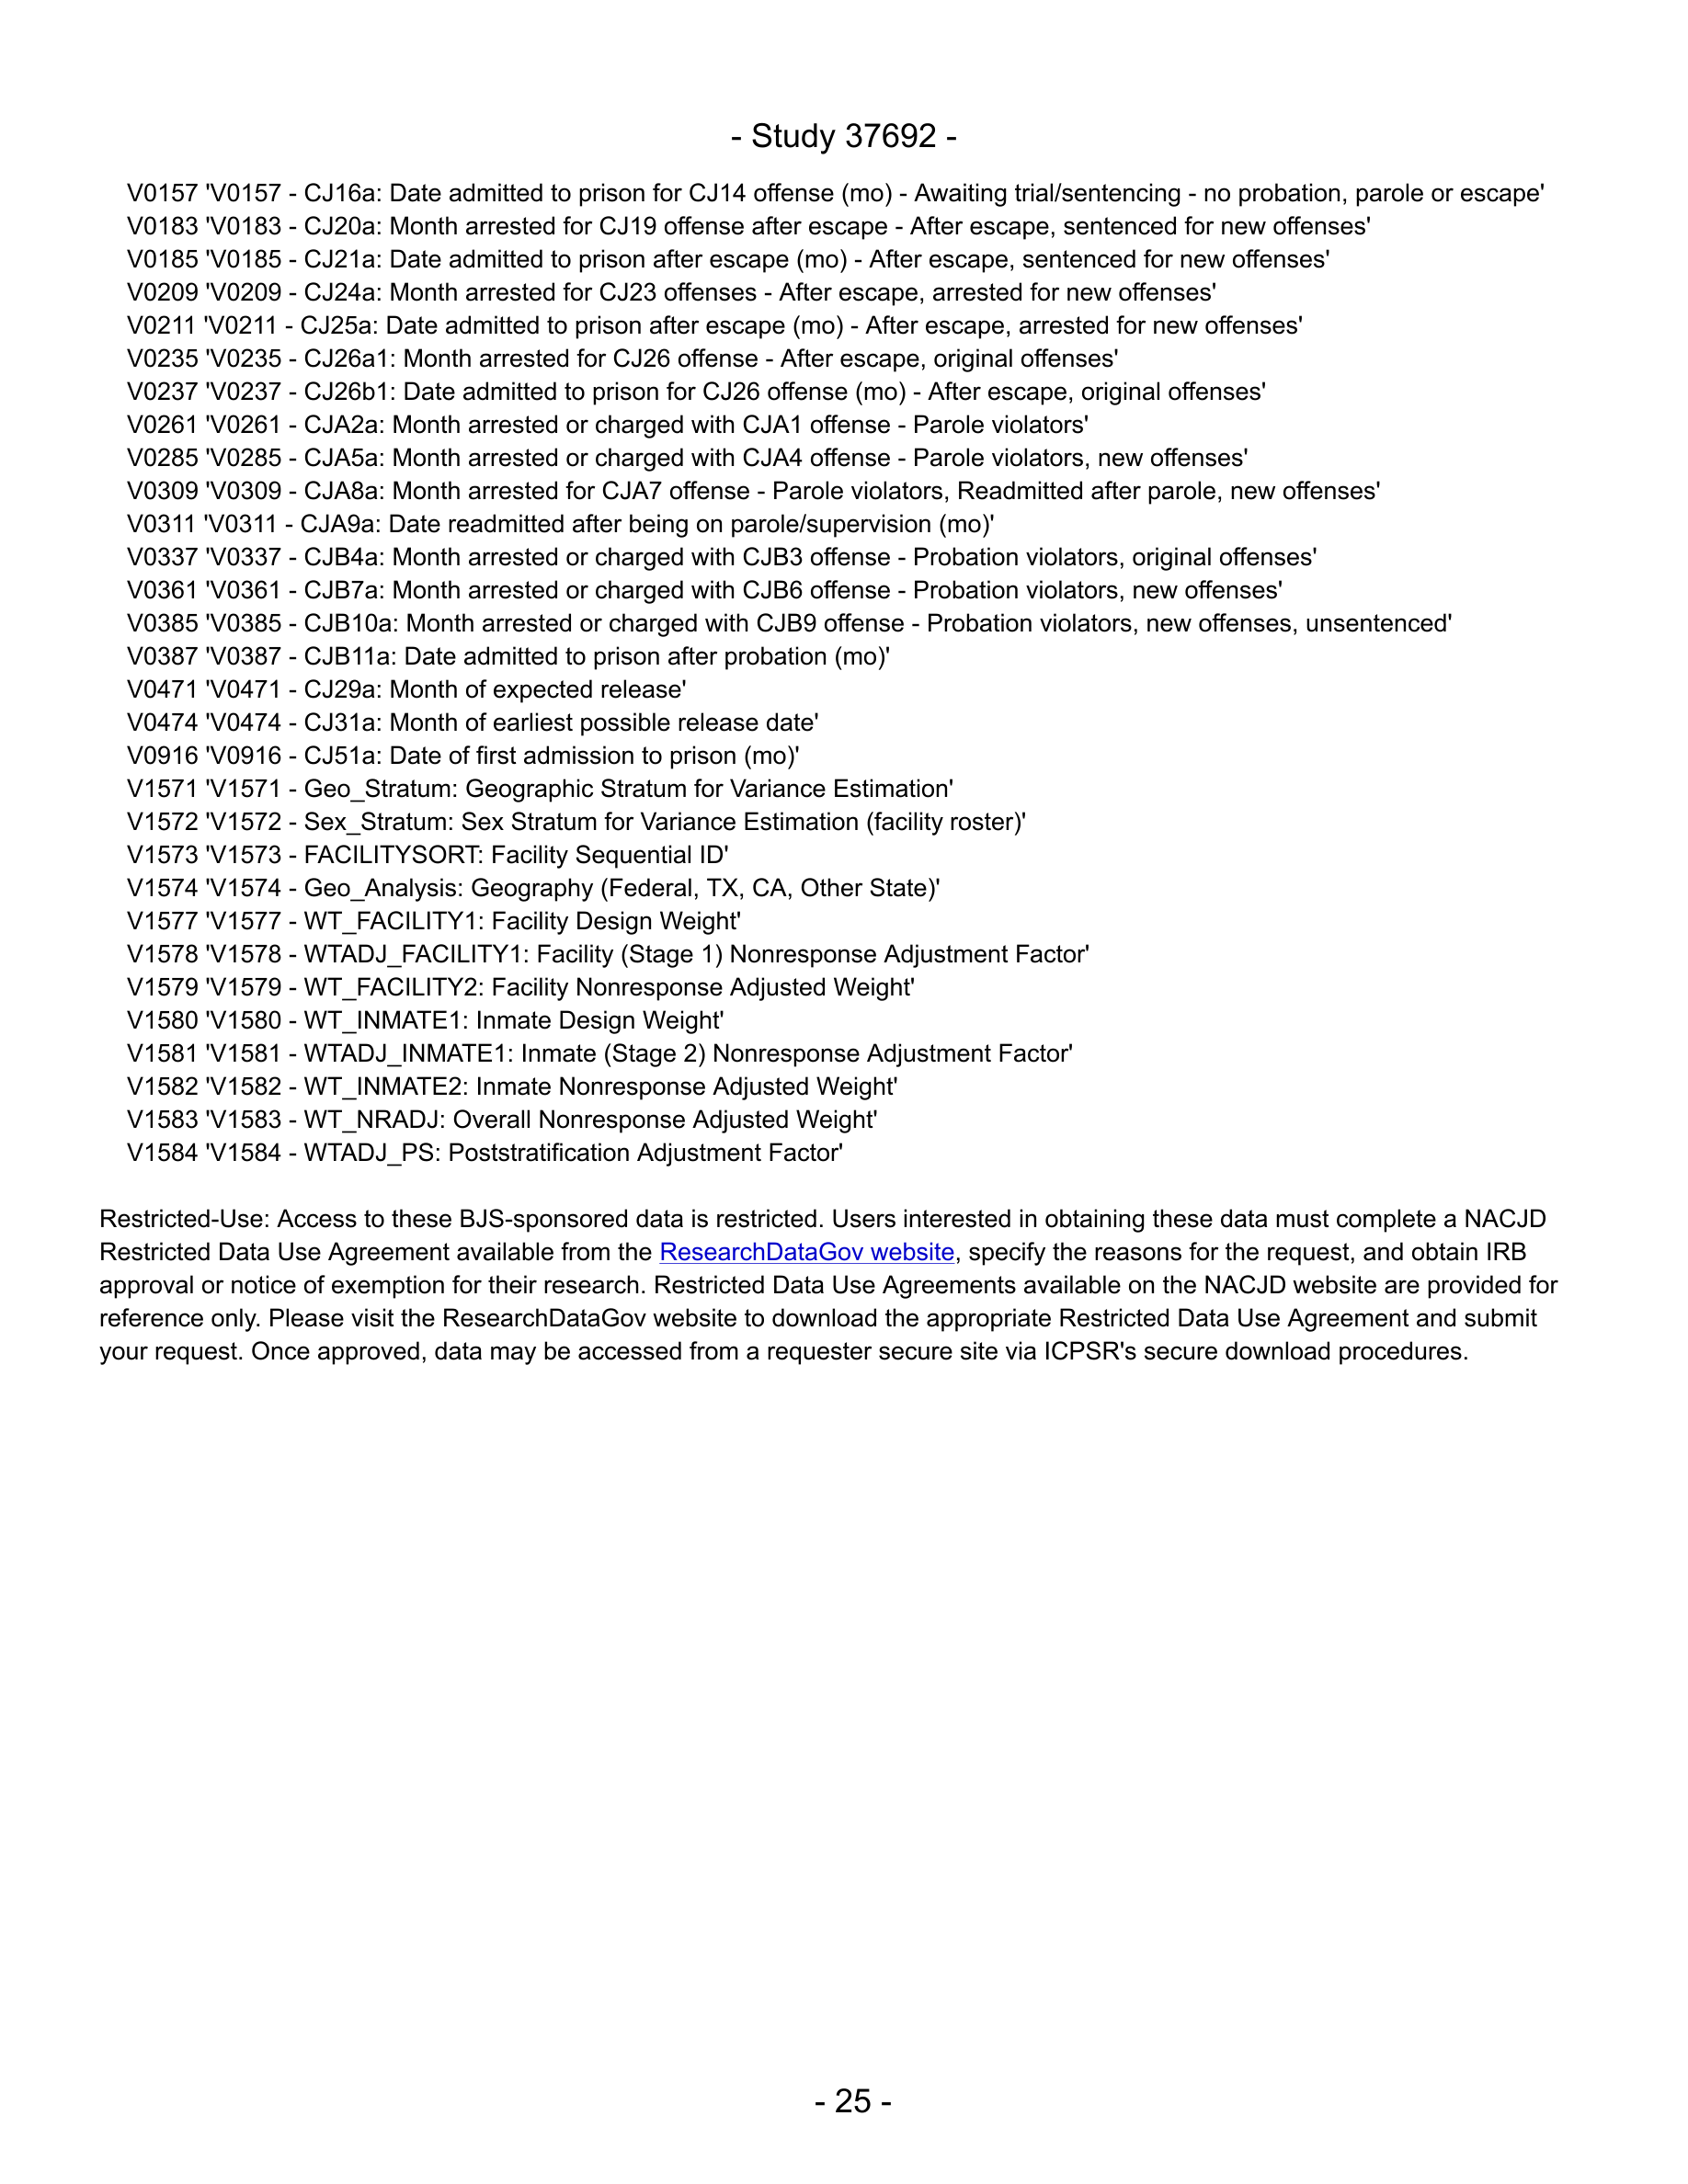 - Study 37692 -
V0157 'V0157 - CJ16a: Date admitted to prison for CJ14 offense (mo) - Awaiting trial/sentencing - no probation, parole or escape'
V0183 'V0183 - CJ20a: Month arrested for CJ19 offense after escape - After escape, sentenced for new offenses'
V0185 'V0185 - CJ21a: Date admitted to prison after escape (mo) - After escape, sentenced for new offenses'
V0209 'V0209 - CJ24a: Month arrested for CJ23 offenses - After escape, arrested for new offenses'
V0211 'V0211 - CJ25a: Date admitted to prison after escape (mo) - After escape, arrested for new offenses'
V0235 'V0235 - CJ26a1: Month arrested for CJ26 offense - After escape, original offenses'
V0237 'V0237 - CJ26b1: Date admitted to prison for CJ26 offense (mo) - After escape, original offenses'
V0261 'V0261 - CJA2a: Month arrested or charged with CJA1 offense - Parole violators'
V0285 'V0285 - CJA5a: Month arrested or charged with CJA4 offense - Parole violators, new offenses'
V0309 'V0309 - CJA8a: Month arrested for CJA7 offense - Parole violators, Readmitted after parole, new offenses'
V0311 'V0311 - CJA9a: Date readmitted after being on parole/supervision (mo)'
V0337 'V0337 - CJB4a: Month arrested or charged with CJB3 offense - Probation violators, original offenses'
V0361 'V0361 - CJB7a: Month arrested or charged with CJB6 offense - Probation violators, new offenses'
V0385 'V0385 - CJB10a: Month arrested or charged with CJB9 offense - Probation violators, new offenses, unsentenced'
V0387 'V0387 - CJB11a: Date admitted to prison after probation (mo)'
V0471 'V0471 - CJ29a: Month of expected release'
V0474 'V0474 - CJ31a: Month of earliest possible release date'
V0916 'V0916 - CJ51a: Date of first admission to prison (mo)'
V1571 'V1571 - Geo_Stratum: Geographic Stratum for Variance Estimation'
V1572 'V1572 - Sex_Stratum: Sex Stratum for Variance Estimation (facility roster)'
V1573 'V1573 - FACILITYSORT: Facility Sequential ID'
V1574 'V1574 - Geo_Analysis: Geography (Federal, TX, CA, Other State)'
V1577 'V1577 - WT_FACILITY1: Facility Design Weight'
V1578 'V1578 - WTADJ_FACILITY1: Facility (Stage 1) Nonresponse Adjustment Factor'
V1579 'V1579 - WT_FACILITY2: Facility Nonresponse Adjusted Weight'
V1580 'V1580 - WT_INMATE1: Inmate Design Weight'
V1581 'V1581 - WTADJ_INMATE1: Inmate (Stage 2) Nonresponse Adjustment Factor'
V1582 'V1582 - WT_INMATE2: Inmate Nonresponse Adjusted Weight'
V1583 'V1583 - WT_NRADJ: Overall Nonresponse Adjusted Weight'
V1584 'V1584 - WTADJ_PS: Poststratification Adjustment Factor'
Restricted-Use: Access to these BJS-sponsored data is restricted. Users interested in obtaining these data must complete a NACJD
Restricted Data Use Agreement available from the ResearchDataGov website, specify the reasons for the request, and obtain IRB
approval or notice of exemption for their research. Restricted Data Use Agreements available on the NACJD website are provided for
reference only. Please visit the ResearchDataGov website to download the appropriate Restricted Data Use Agreement and submit
your request. Once approved, data may be accessed from a requester secure site via ICPSR's secure download procedures.
- 25 -